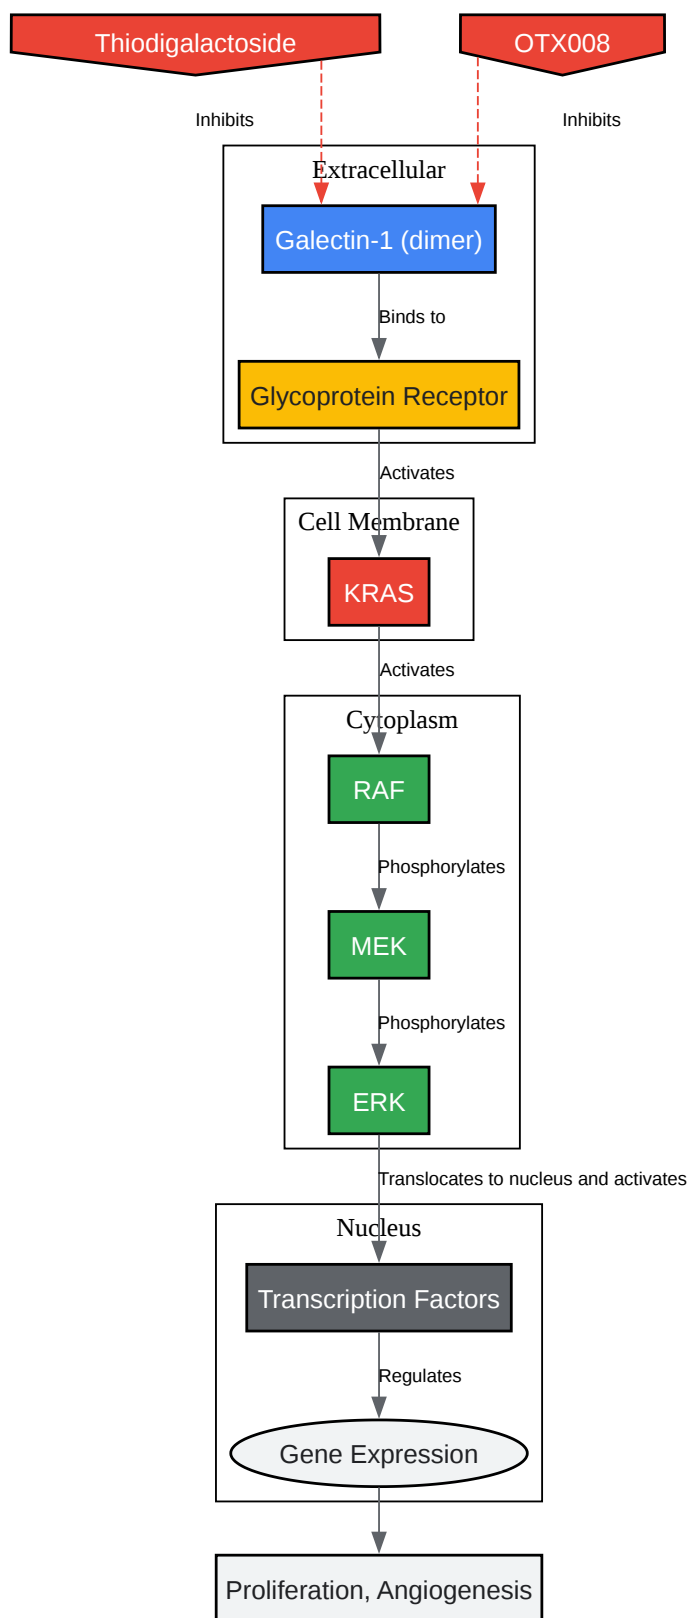 Thiodigalactoside
OTX008
Inhibits
Inhibits
Extracellular
Galectin-1 (dimer)
Binds to
Glycoprotein Receptor
Activates
Cell Membrane
KRAS
Activates
Cytoplasm
RAF
Phosphorylates
MEK
Phosphorylates
ERK
Translocates to nucleus and activates
Nucleus
Transcription Factors
Regulates
Gene Expression
Proliferation, Angiogenesis